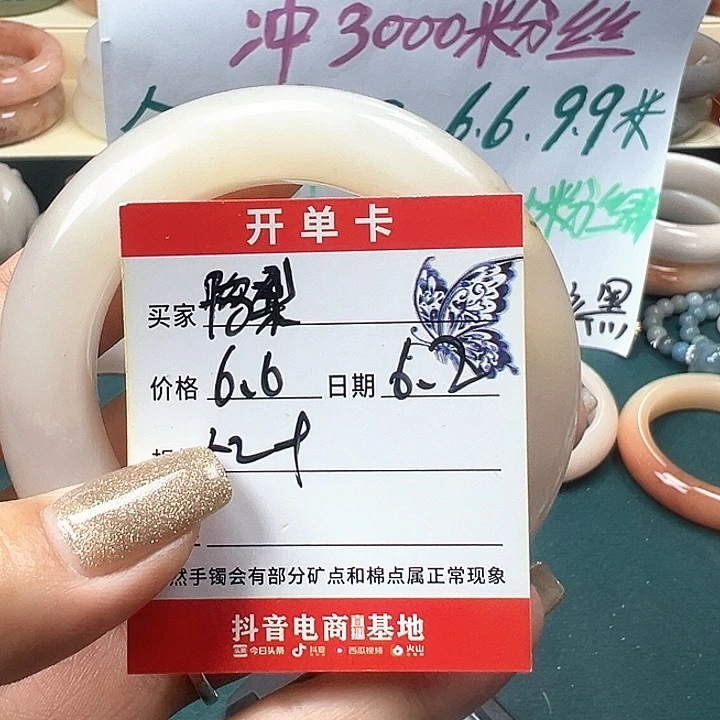 冲3000粉丝
6.6 9.9米
粉丝
黑
开单卡
买家
价格 6.6 日期 6.2
然手镯会有部分矿点和棉点属正常现象
抖音电商直播基地
今日头条 抖音 西瓜视频 火山